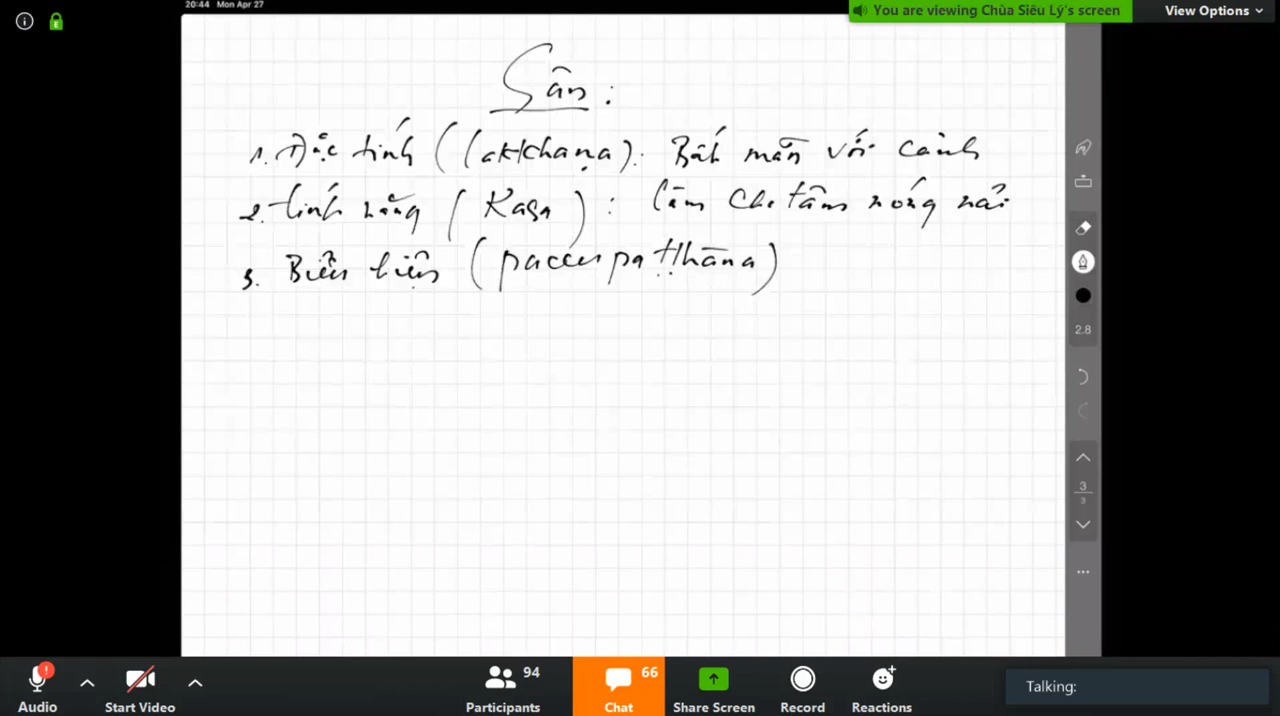 20:44 Mon Apr 27
You are viewing Chùa Siêu Lý's screen
View Options
Sân:
1. Đặc tính (lakkhaṇa): Bất mãn với cảnh
2. Tính năng (Rasa): làm cho tâm nóng nảy
3. Biểu hiện (paccupaṭṭhāna)
2.8
3
3
Audio
Start Video
Participants
94
Chat
66
Share Screen
Record
Reactions
Talking: